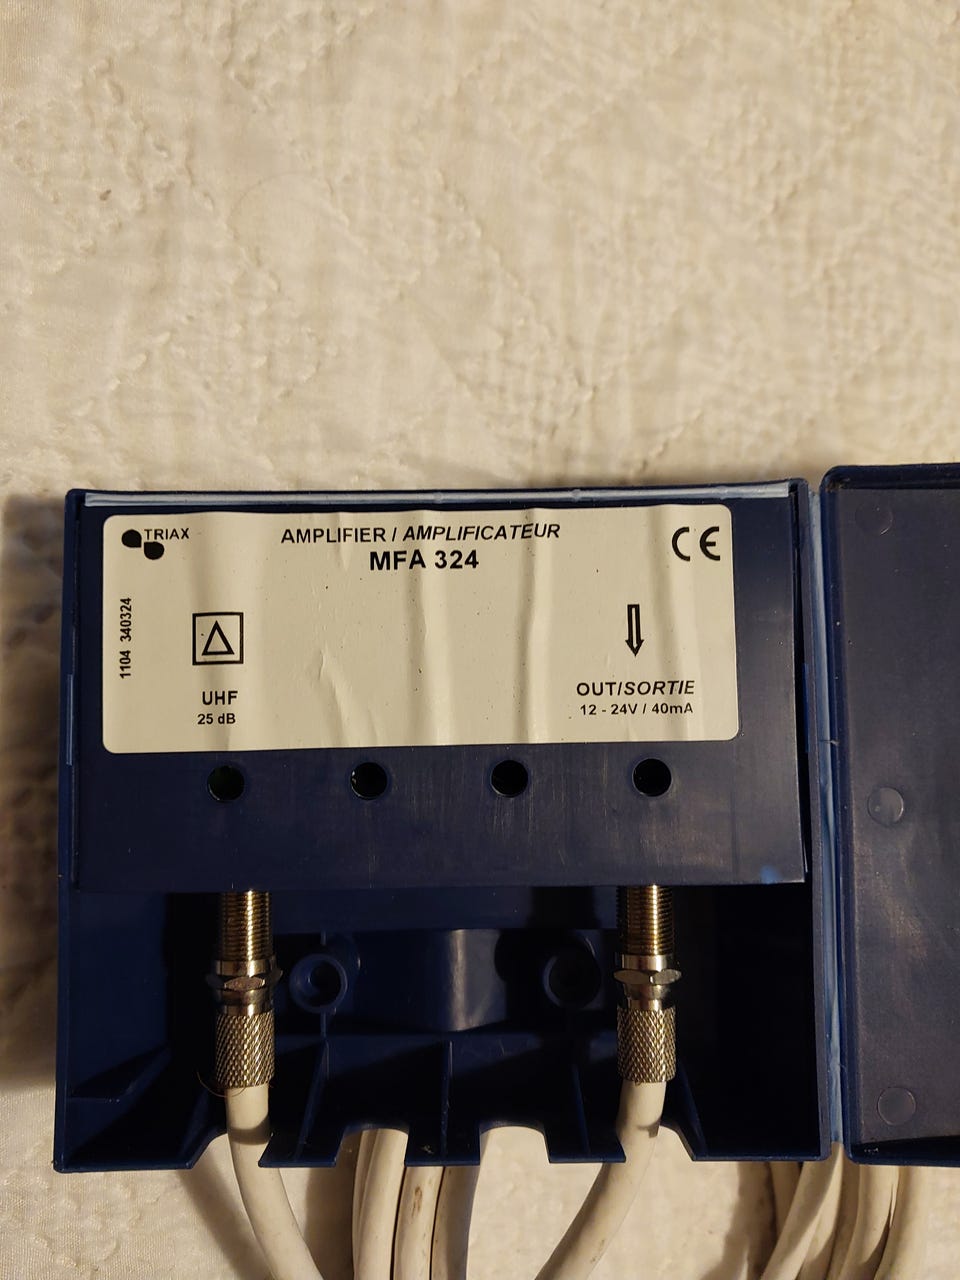 TRIAX
AMPLIFIER / AMPLIFICATEUR
MFA 324
CE
1104 340324
UHF
25 dB
OUT/SORTIE
12 - 24V / 40mA